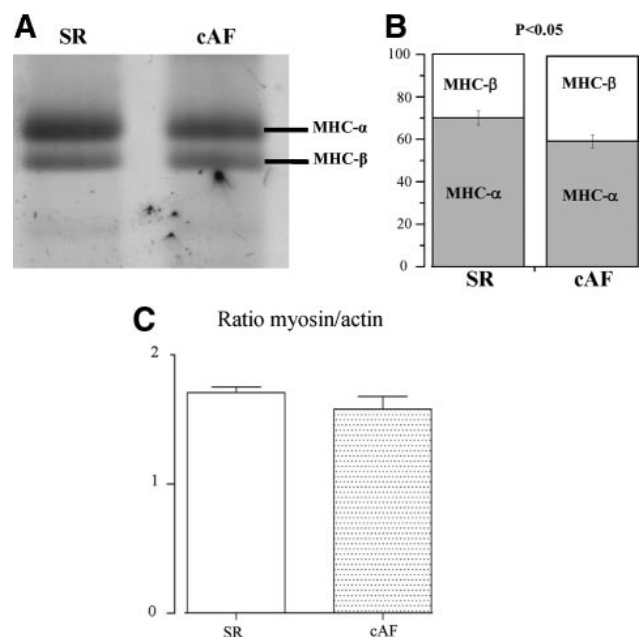 A
SR cAF
MHC-α
MHC-β
B
P<0.05
100
80
60
40
20
0
MHC-β MHC-β
MHC-α MHC-α
SR cAF
C
Ratio myosin/actin
2
1
0
SR cAF